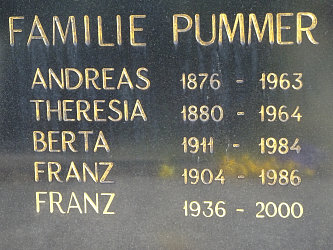 FAMILIE PUMMER
ANDREAS 1876 - 1963
THERESIA 1880 - 1964
BERTA 1911 - 1984
FRANZ 1904 - 1986
FRANZ 1936 - 2000